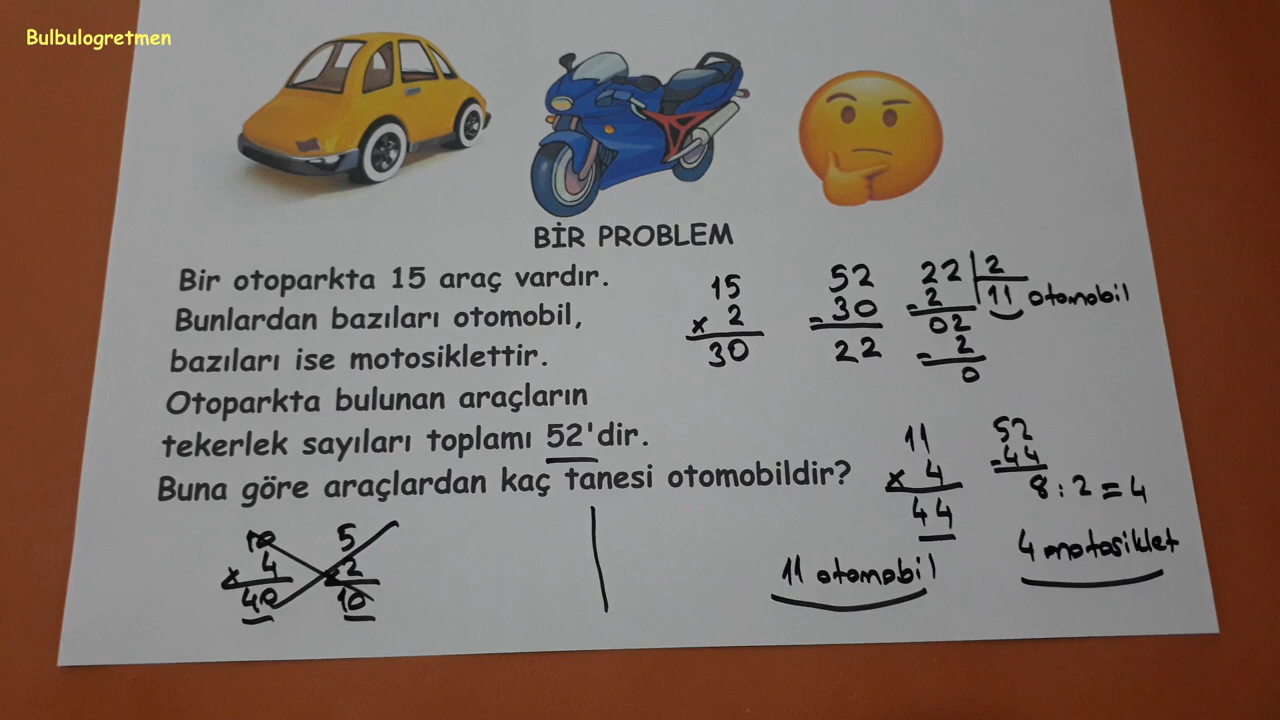 Bulbulogretmen
BİR PROBLEM
Bir otoparkta 15 araç vardır.
Bunlardan bazıları otomobil,
bazıları ise motosiklettir.
Otoparkta bulunan araçların
tekerlek sayıları toplamı 52'dir.
Buna göre araçlardan kaç tanesi otomobildir?
15
x 2
30
52
- 30
22
22 2
- 2 11 otomobil
02
- 2
0
11
x 4
44
52
- 44
8 : 2 = 4
11 otomobil
4 motosiklet
10
x 4
40
5
x 2
10